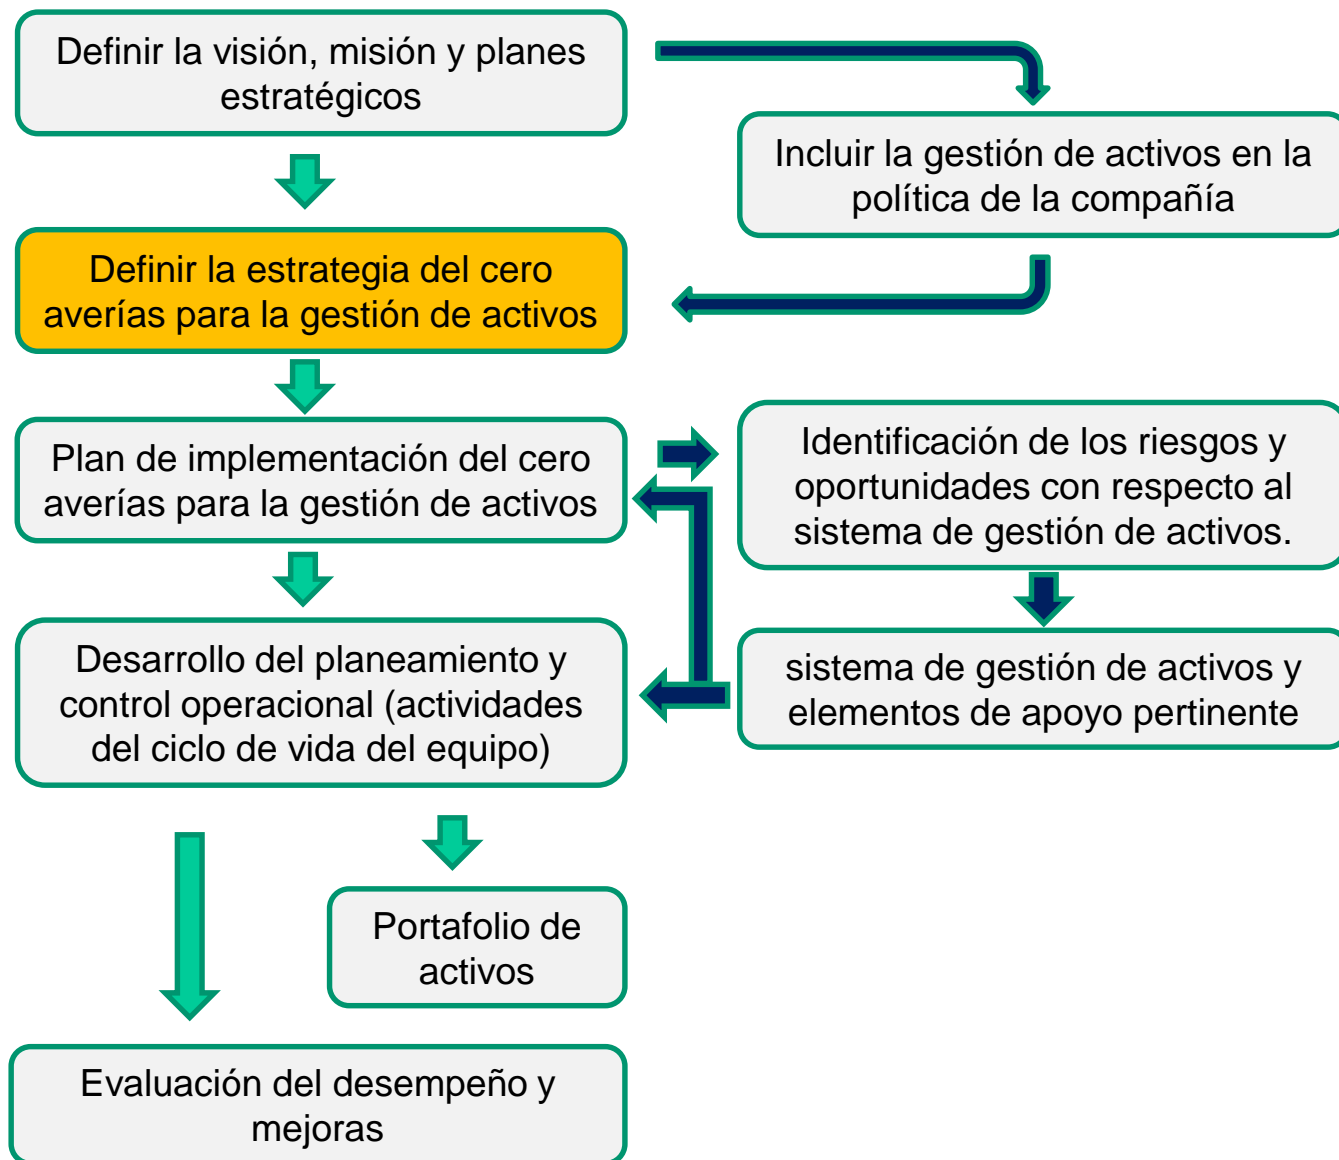 Definir la visión, misión y planes
estratégicos
Incluir la gestión de activos en la
política de la compañía
Definir la estrategia del cero
averías para la gestión de activos
Plan de implementación del cero
averías para la gestión de activos
Identificación de los riesgos y
oportunidades con respecto al
sistema de gestión de activos.
Desarrollo del planeamiento y
control operacional (actividades
del ciclo de vida del equipo)
sistema de gestión de activos y
elementos de apoyo pertinente
Portafolio de
activos
Evaluación del desempeño y
mejoras